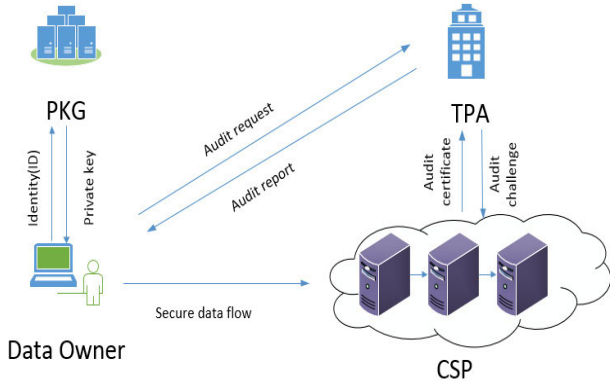 PKG
TPA
Audit request
Audit report
Identity(ID)
Private key
Audit
certificate
Audit
challenge
Secure data flow
Data Owner
CSP